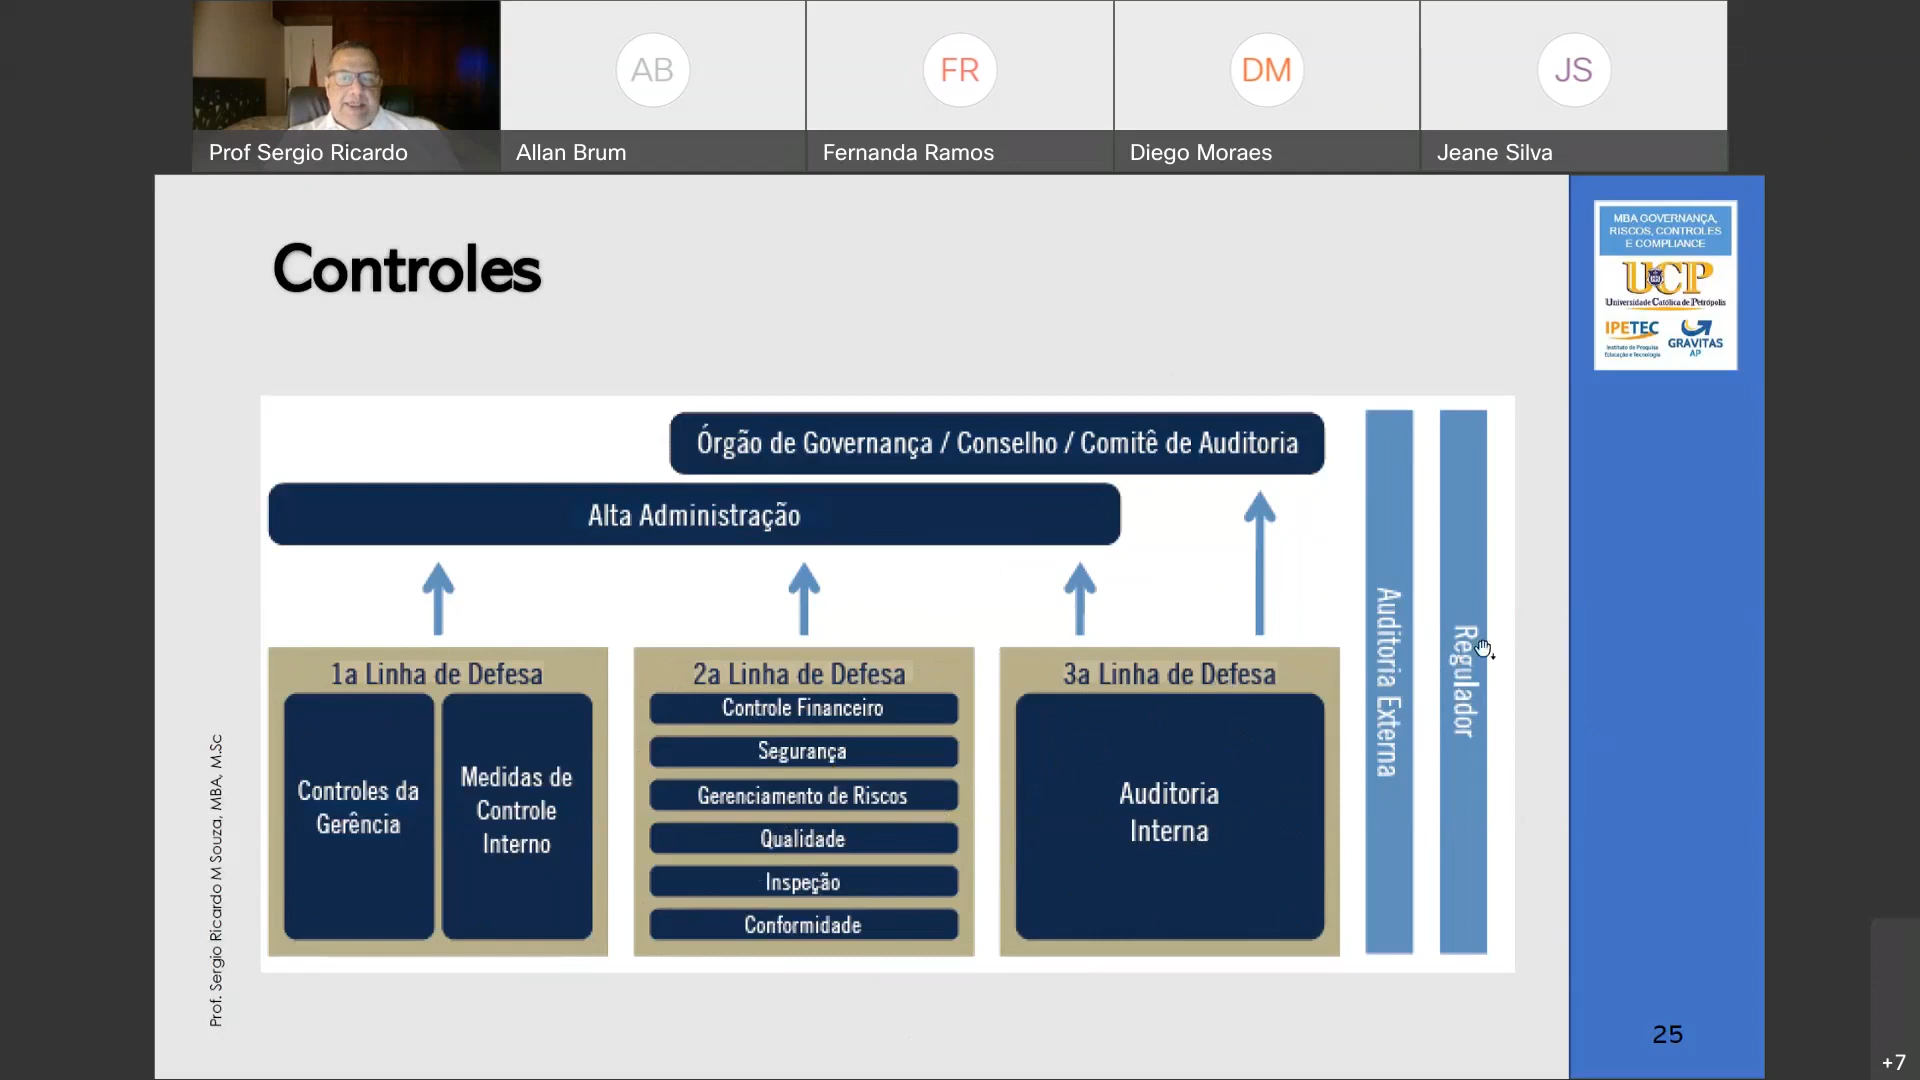 AB
FR
DM
JS
Prof Sergio Ricardo
Allan Brum
Fernanda Ramos
Diego Moraes
Jeane Silva
Controles
MBA GOVERNANÇA,
RISCOS, CONTROLES
E COMPLIANCE
UCP
Universidade Católica de Petrópolis
IPETEC
Instituto de Pesquisa
Educação e Tecnologia
GRAVITAS
AP
Órgão de Governança / Conselho / Comitê de Auditoria
Alta Administração
1a Linha de Defesa
Controles da
Gerência
Medidas de
Controle
Interno
2a Linha de Defesa
Controle Financeiro
Segurança
Gerenciamento de Riscos
Qualidade
Inspeção
Conformidade
3a Linha de Defesa
Auditoria
Interna
Auditoria Externa
Regulador
Prof. Sergio Ricardo M Souza, MBA, M.Sc
25
+7